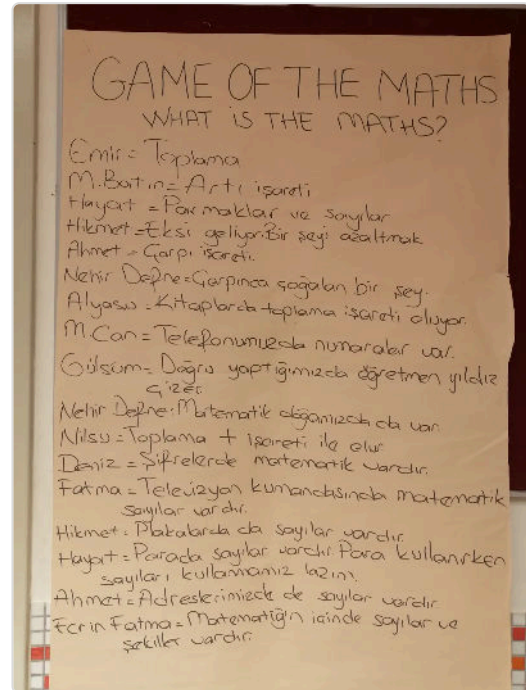 GAME OF THE MATHS
WHAT iS THE MATHS?
Emir = Toplama
M.Batın = Artı işareti
Hayat = Parmaklar ve sayılar
Hikmet = Eksi geliyor. Bir şeyi azaltmak
Ahmet = Çarpı işareti.
Nehir Defne = Çarpınca çoğalan bir şey.
Alyasu = Kitaplarda toplama işareti oluyor.
M.Can = Telefonumuzda numaralar var.
Gülsüm = Doğru yaptığımızda öğretmen yıldız
çizer
Nehir Defne: Matematik doğamızda da var
Nilsu = Toplama + işareti ile olur
Deniz = Şifrelerde matematik vardır.
Fatma = Televizyon kumandasında matematik
sayılar vardır.
Hikmet = Plakalarda da sayılar vardır.
Hayat = Parada sayılar vardır. Para kullanırken
sayıları kullanmamız lazım.
Ahmet = Adreslerimizde de sayılar vardır
Ecrin Fatma = Matematiğin içinde sayılar ve
şekiller vardır.